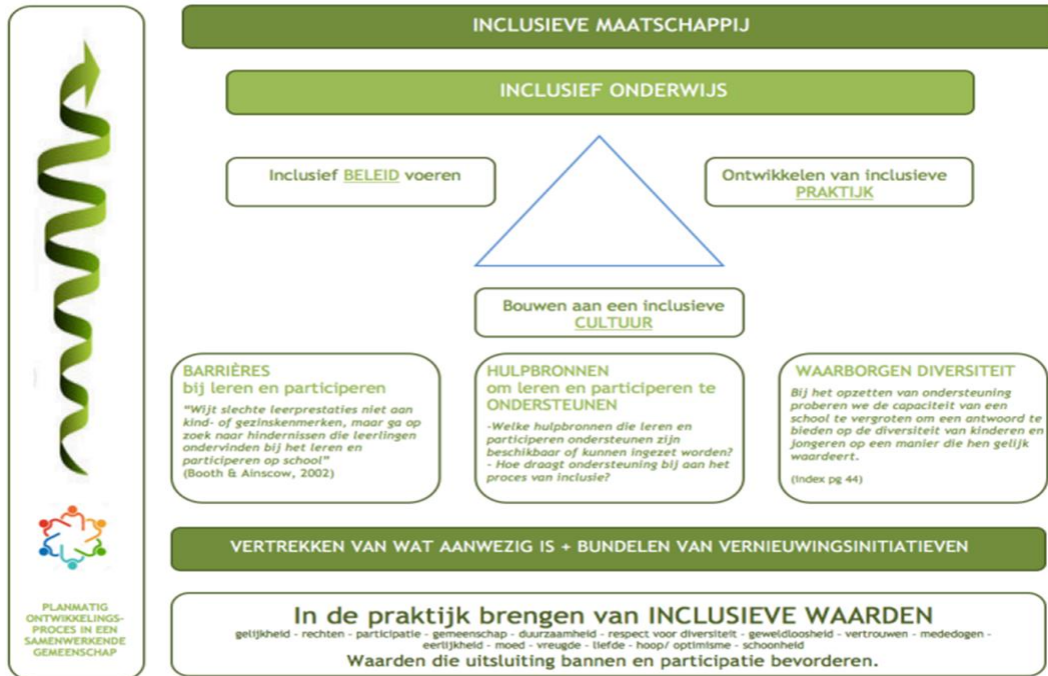 INCLUSIEVE MAATSCHAPPIJ
INCLUSIEF ONDERWIJS
Inclusief BELEID voeren
Ontwikkelen van inclusieve
PRAKTIJK
Bouwen aan een inclusieve
CULTUUR
BARRIÈRES
bij leren en participeren
"Wijt slechte leerprestaties niet aan
kind- of gezinskenmerken, maar ga op
zoek naar hindernissen die leerlingen
ondervinden bij het leren en
participeren op school"
(Booth & Ainscow, 2002)
HULPBRONNEN
om leren en participeren te
ONDERSTEUNEN
-Welke hulpbronnen die leren en
participeren ondersteunen zijn
beschikbaar of kunnen ingezet worden?
- Hoe draagt ondersteuning bij aan het
proces van inclusie?
WAARBORGEN DIVERSITEIT
Bij het opzetten van ondersteuning
proberen we de capaciteit van een
school te vergroten om een antwoord te
bieden op de diversiteit van kinderen en
jongeren op een manier die hen gelijk
waardeert.
(Index pg 44)
VERTREKKEN VAN WAT AANWEZIG IS + BUNDELEN VAN VERNIEUWINGSINITIATIEVEN
In de praktijk brengen van INCLUSIEVE WAARDEN
gelijkheid - rechten - participatie - gemeenschap - duurzaamheid - respect voor diversiteit - geweldloosheid - vertrouwen - mededogen -
eerlijkheid - moed - vreugde - liefde - hoop/ optimisme - schoonheid
Waarden die uitsluiting bannen en participatie bevorderen.
PLANMATIG
ONTWIKKELINGS-
PROCES IN EEN
SAMENWERKENDE
GEMEENSCHAP